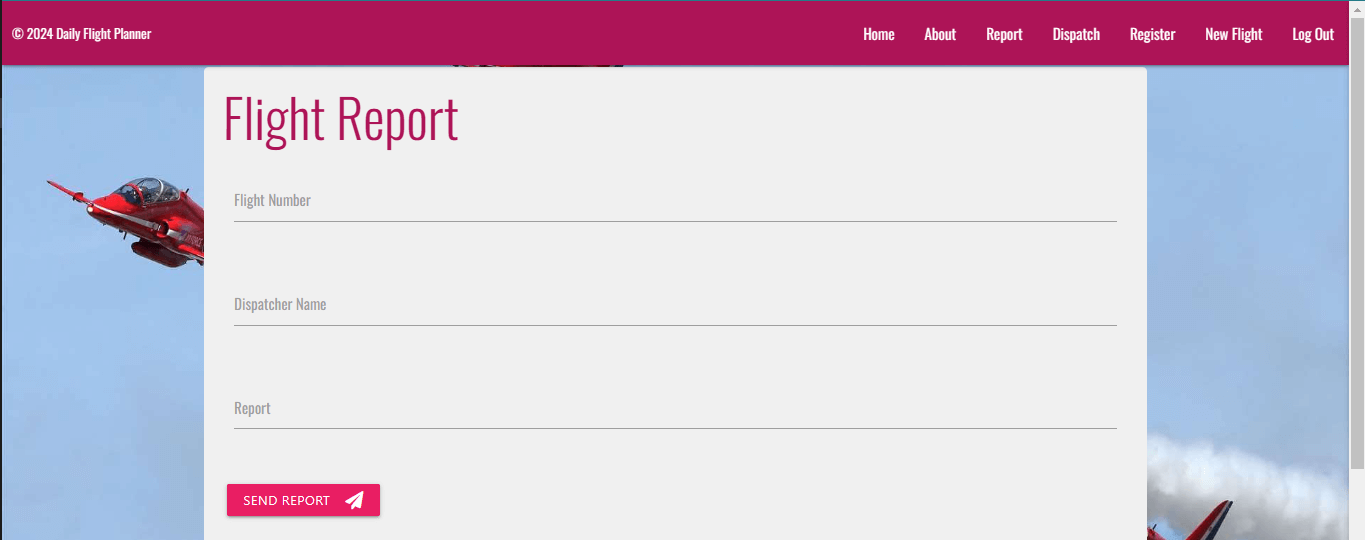 © 2024 Daily Flight Planner
Home About Report Dispatch Register New Flight Log Out
Flight Report
Flight Number
Dispatcher Name
Report
SEND REPORT